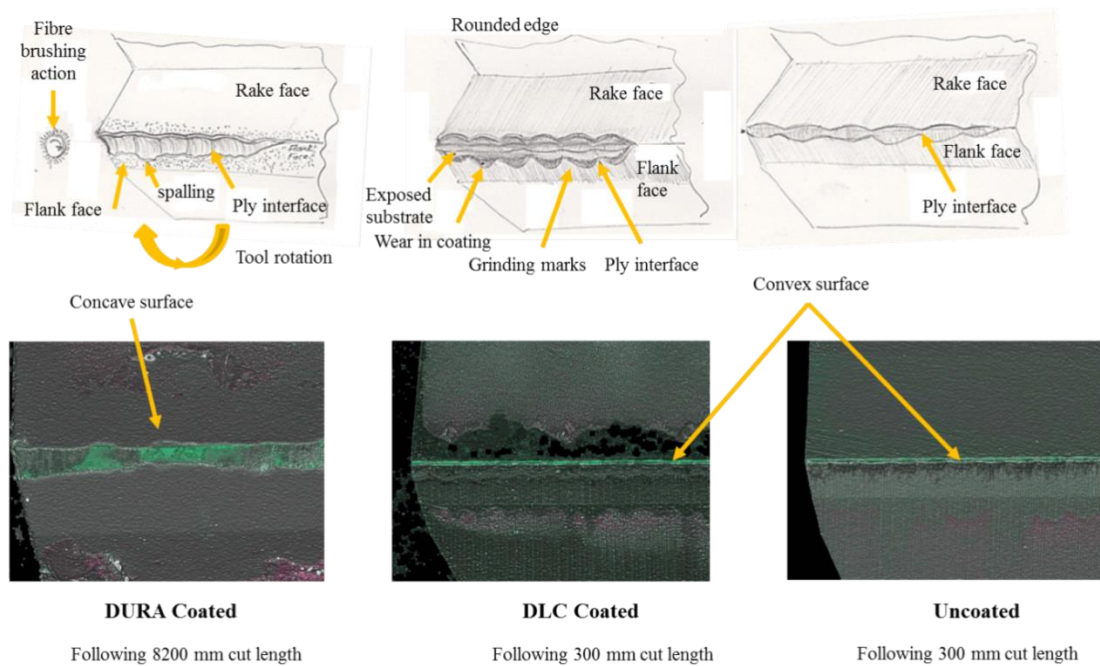 Fibre
brushing
action
Rake face
Flank
Face
spalling
Flank face
Ply interface
Tool rotation
Rounded edge
Rake face
Flank
face
Exposed
substrate
Wear in coating
Grinding marks
Ply interface
Rake face
Flank face
Ply interface
Concave surface
Convex surface
DURA Coated
DLC Coated
Uncoated
Following 8200 mm cut length
Following 300 mm cut length
Following 300 mm cut length